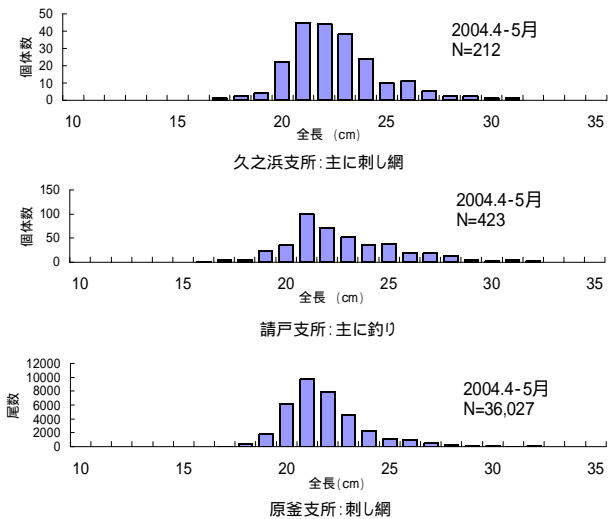 50
40
30
20
10
0
個体数
2004.4-5月
N=212
10 15 20 25 30 35
全長 (cm)
久之浜支所：主に刺し網
150
100
50
0
個体数
2004.4-5月
N=423
10 15 20 25 30 35
全長 (cm)
請戸支所：主に釣り
12000
10000
8000
6000
4000
2000
0
尾数
2004.4-5月
N=36,027
10 15 20 25 30 35
全長(cm)
原釜支所：刺し網